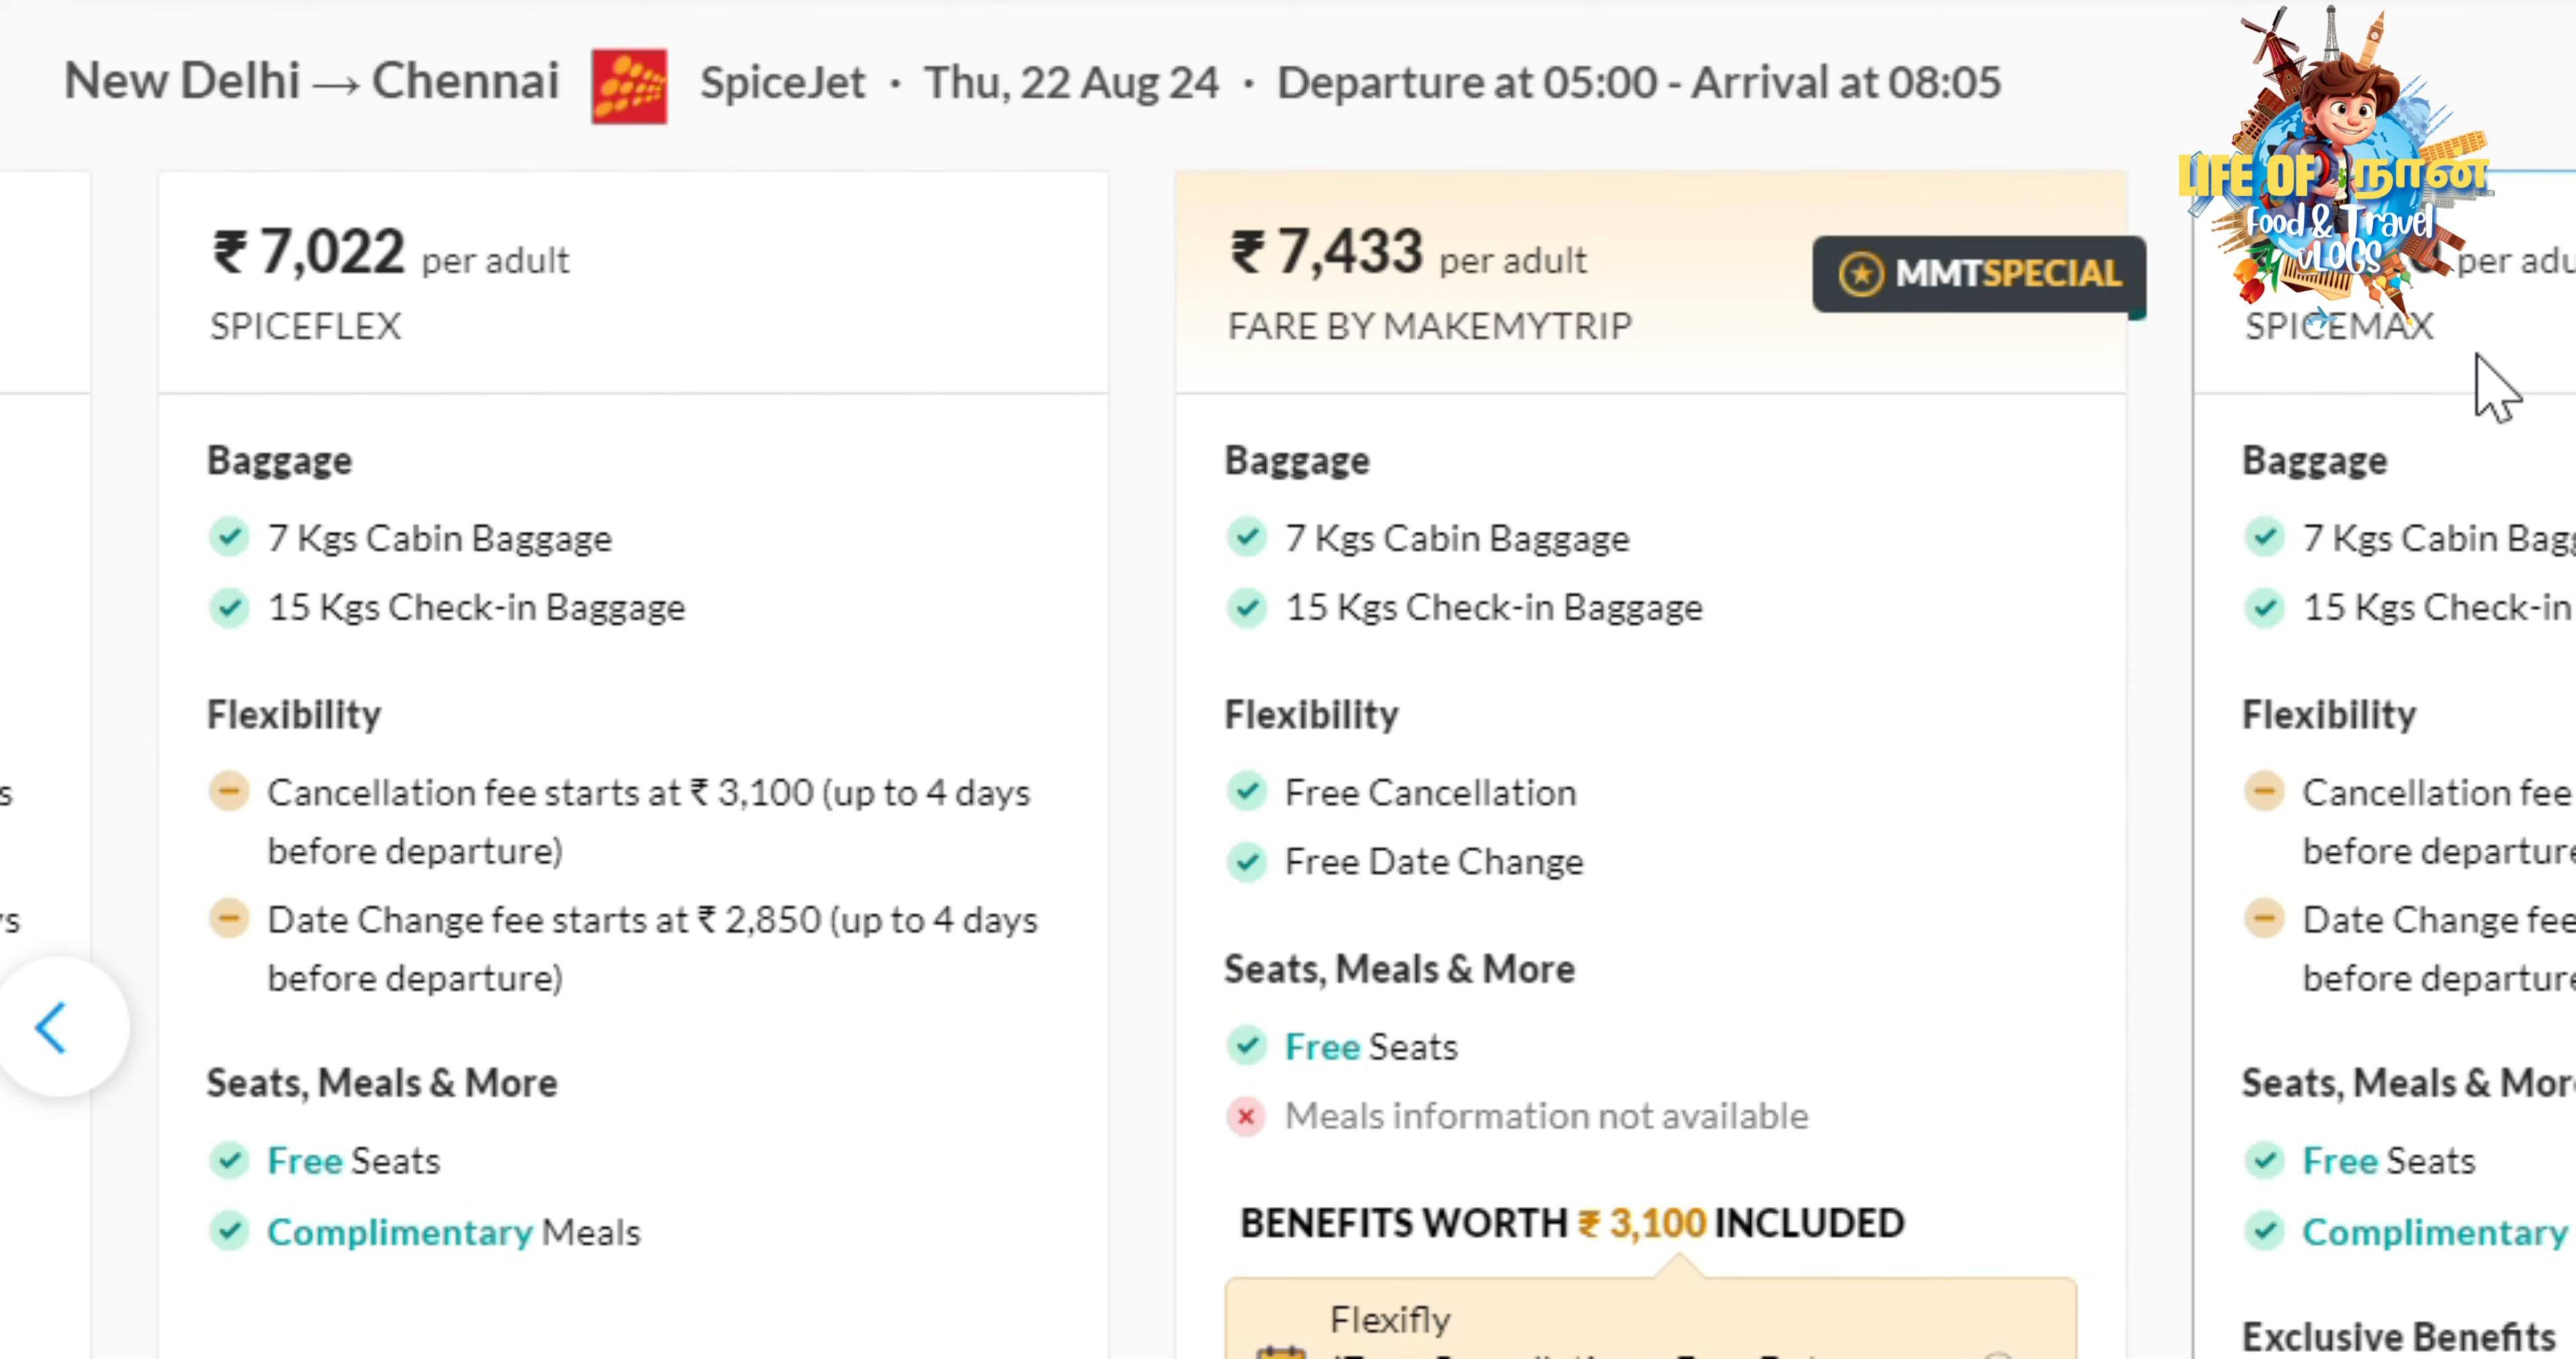 New Delhi → Chennai SpiceJet · Thu, 22 Aug 24 · Departure at 05:00 - Arrival at 08:05
LIFE OF நான்
Food & Travel
VLOGS
₹ 7,022 per adult
SPICEFLEX
Baggage
7 Kgs Cabin Baggage
15 Kgs Check-in Baggage
Flexibility
Cancellation fee starts at ₹ 3,100 (up to 4 days
before departure)
Date Change fee starts at ₹ 2,850 (up to 4 days
before departure)
Seats, Meals & More
Free Seats
Complimentary Meals
₹ 7,433 per adult
MMTSPECIAL
FARE BY MAKEMYTRIP
Baggage
7 Kgs Cabin Baggage
15 Kgs Check-in Baggage
Flexibility
Free Cancellation
Free Date Change
Seats, Meals & More
Free Seats
Meals information not available
BENEFITS WORTH ₹ 3,100 INCLUDED
Flexifly
per
SPICEMAX
Baggage
7 Kgs Cabin
15 Kgs Check-in
Flexibility
Cancellation fee
before
Date Change fee
before
Seats, Meals &
Free Seats
Complimentary
Exclusive Benefits